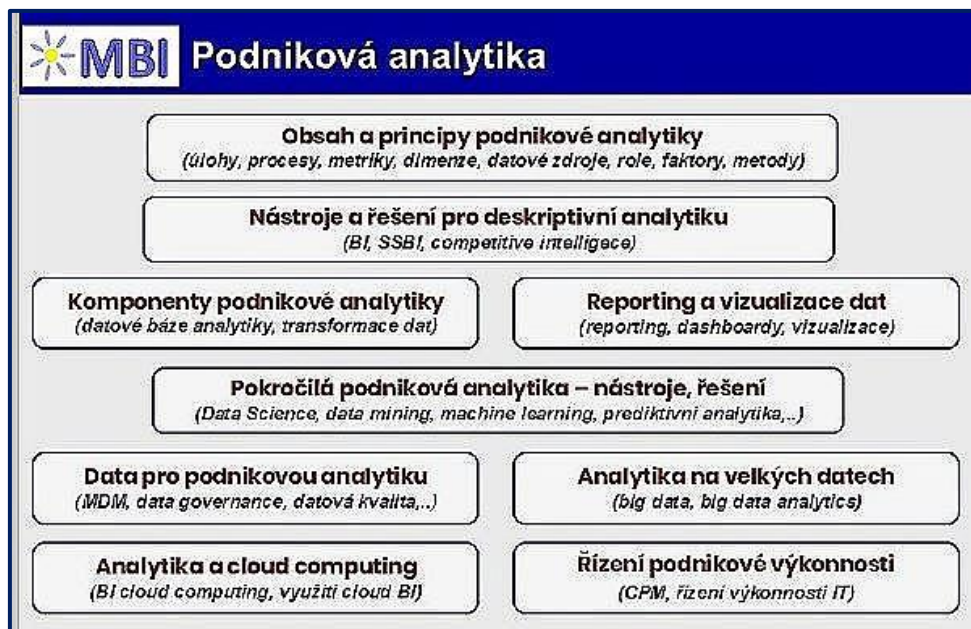 MBI Podniková analytika
Obsah a principy podnikové analytiky
(úlohy, procesy, metriky, dimenze, datové zdroje, role, faktory, metody)
Nástroje a řešení pro deskriptivní analytiku
(BI, SSBI, competitive intelligece)
Komponenty podnikové analytiky
(datové báze analytiky, transformace dat)
Reporting a vizualizace dat
(reporting, dashboardy, vizualizace)
Pokročilá podniková analytika – nástroje, řešení
(Data Science, data mining, machine learning, prediktivní analytika,..)
Data pro podnikovou analytiku
(MDM, data governance, datová kvalita,..)
Analytika na velkých datech
(big data, big data analytics)
Analytika a cloud computing
(BI cloud computing, využití cloud BI)
Řízení podnikové výkonnosti
(CPM, řízení výkonnosti IT)